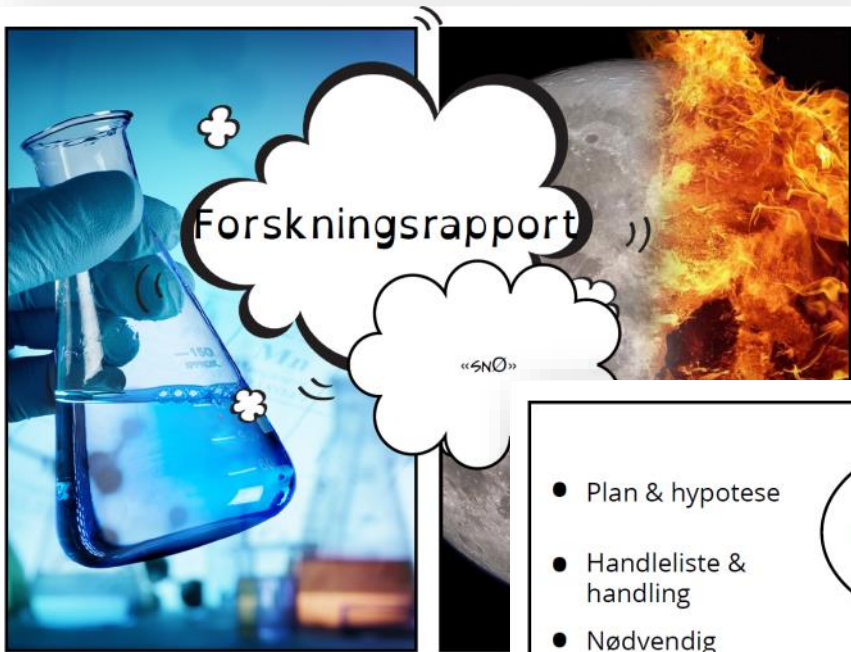 Forskningsrapport
«SNØ»
• Plan & hypotese
• Handleliste &
handling
• Nødvendig